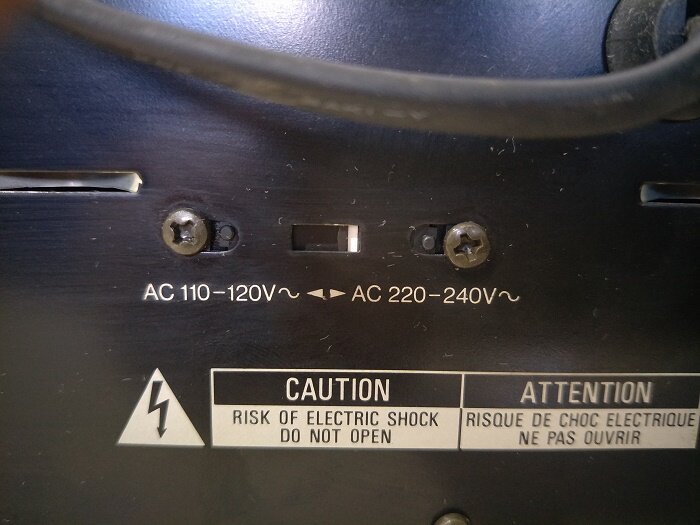 AC 110–120V~ ◄► AC 220–240V~
CAUTION
RISK OF ELECTRIC SHOCK
DO NOT OPEN
ATTENTION
RISQUE DE CHOC ELECTRIQUE
NE PAS OUVRIR